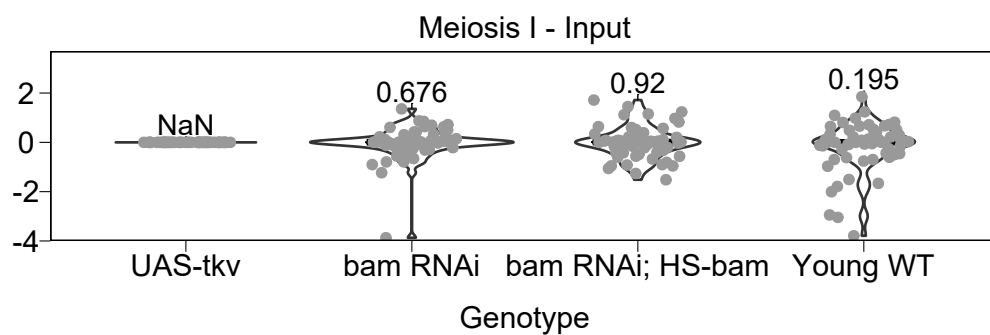 Meiosis I - Input
0.676 0.92 0.195
NaN
2
0
-2
-4
UAS-tkv bam RNAi bam RNAi; HS-bam Young WT
Genotype